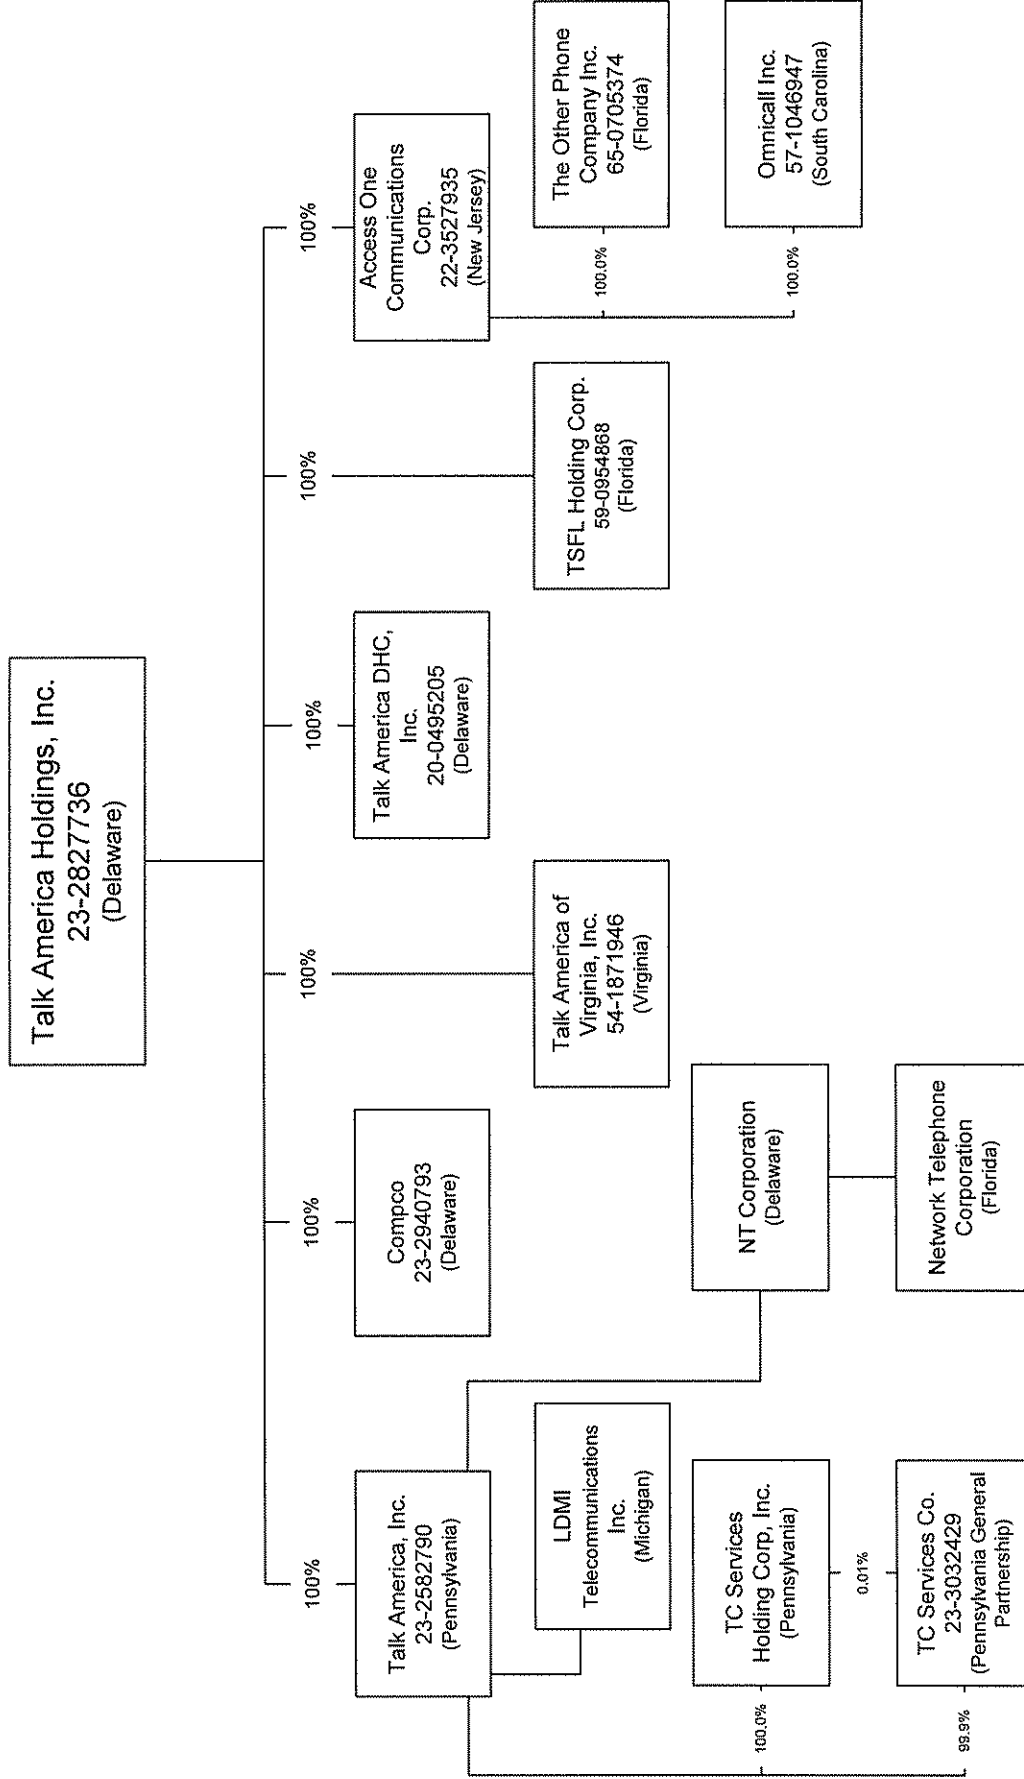 Talk America Holdings, Inc.
23-2827736
(Delaware)
100%
100%
100%
100%
100%
100%
Talk America, Inc.
23-2582790
(Pennsylvania)
Compco
23-2940793
(Delaware)
Talk America DHC,
Inc.
20-0495205
(Delaware)
Access One
Communications
Corp.
22-3527935
(New Jersey)
LDMI
Telecommunications
Inc.
(Michigan)
Talk America of
Virginia, Inc.
54-1871946
(Virginia)
TSFL Holding Corp.
59-0954868
(Florida)
100.0%
The Other Phone
Company Inc.
65-0705374
(Florida)
100.0%
TC Services
Holding Corp, Inc.
(Pennsylvania)
NT Corporation
(Delaware)
100.0%
Omnicall Inc.
57-1046947
(South Carolina)
0.01%
99.9%
TC Services Co.
23-3032429
(Pennsylvania General
Partnership)
Network Telephone
Corporation
(Florida)